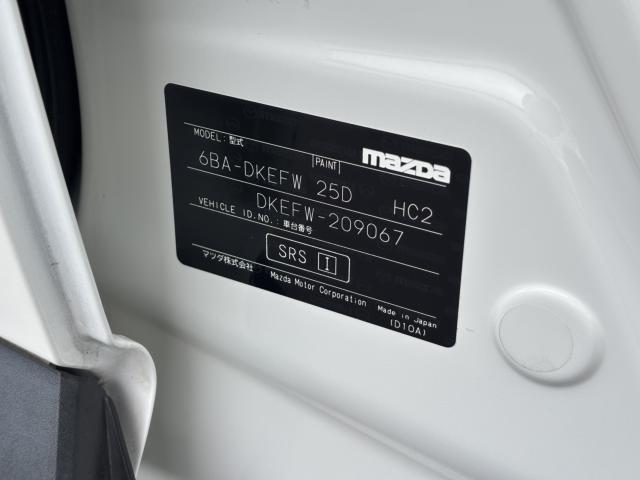 MODEL: 型式 PAINT mazda
6BA-DKEFW 25D HC2
DKEFW-209067
VEHICLE ID.NO.: 車台番号
SRS I
マツダ株式会社 Mazda Motor Corporation Made in Japan
(D10A)